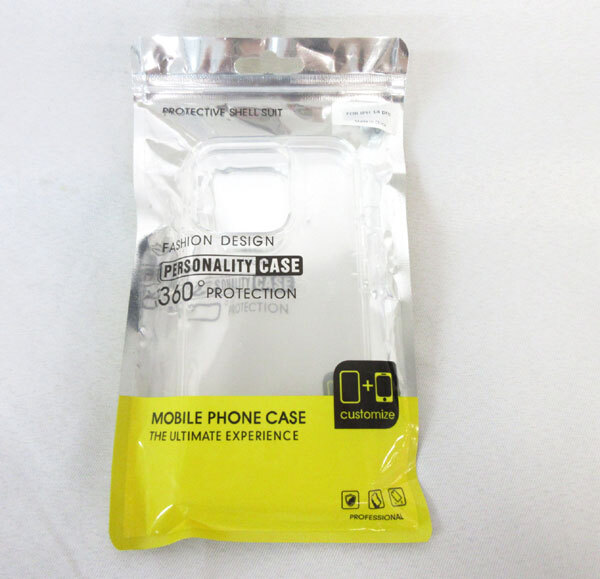 PROTECTIVE SHELL SUIT
FASHION DESIGN
PERSONALITY CASE
360° PROTECTION
MOBILE PHONE CASE
THE ULTIMATE EXPERIENCE
+
customize
PROFESSIONAL